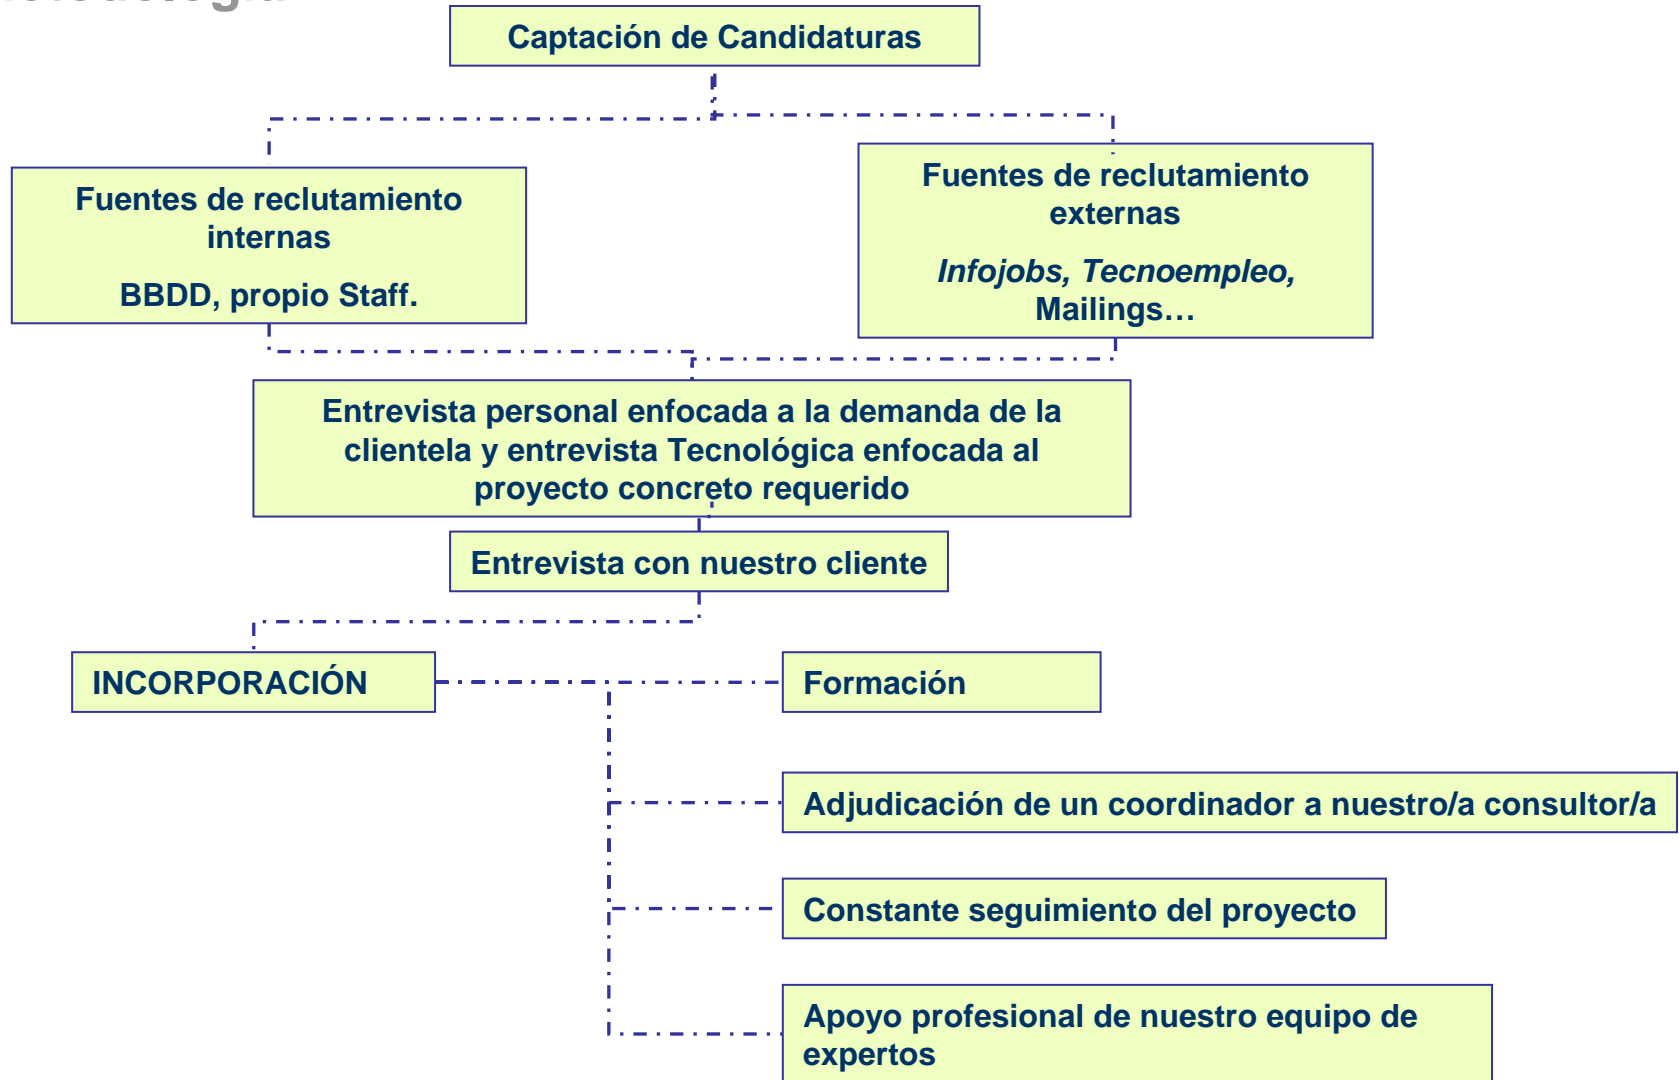 Captación de Candidaturas
Fuentes de reclutamiento
internas
BBDD, propio Staff.
Fuentes de reclutamiento
externas
Infojobs, Tecnoempleo,
Mailings…
Entrevista personal enfocada a la demanda de la
clientela y entrevista Tecnológica enfocada al
proyecto concreto requerido
Entrevista con nuestro cliente
INCORPORACIÓN
Formación
Adjudicación de un coordinador a nuestro/a consultor/a
Constante seguimiento del proyecto
Apoyo profesional de nuestro equipo de
expertos